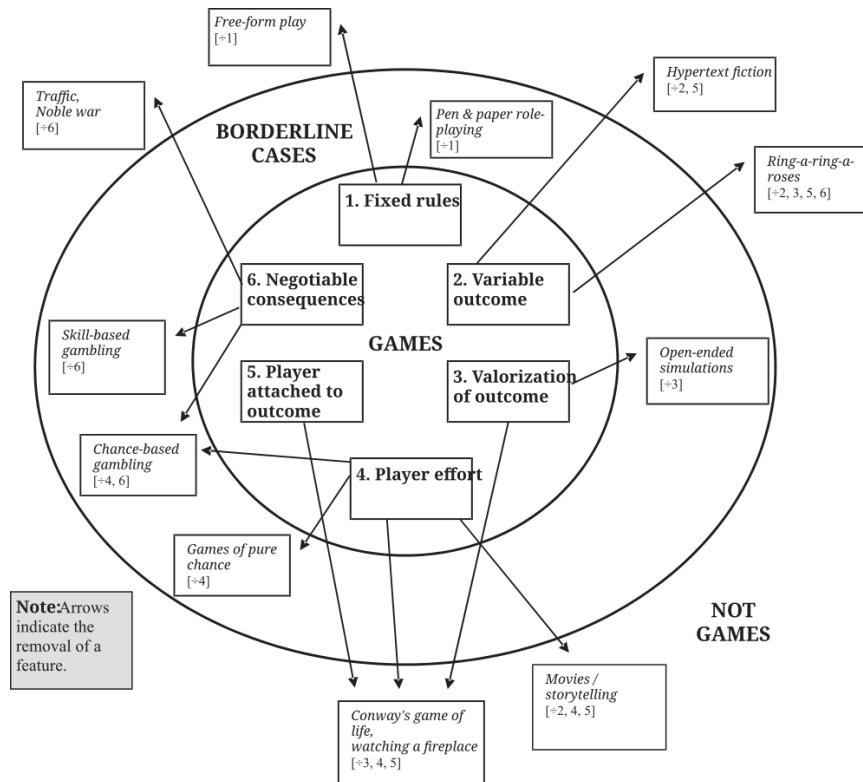 Free-form play
[÷1]
Traffic,
Noble war
[÷6]
Hypertext fiction
[÷2, 5]
BORDERLINE
CASES
Pen & paper role-
playing
[÷1]
Ring-a-ring-a-
roses
[÷2, 3, 5, 6]
1. Fixed rules
6. Negotiable
consequences
2. Variable
outcome
Skill-based
gambling
[÷6]
GAMES
Open-ended
simulations
[÷3]
5. Player
attached to
outcome
3. Valorization
of outcome
Chance-based
gambling
[÷4, 6]
4. Player effort
Games of pure
chance
[÷4]
Note:Arrows
indicate the
removal of a
feature.
NOT
GAMES
Movies /
storytelling
[÷2, 4, 5]
Conway's game of
life,
watching a fireplace
[÷3, 4, 5]